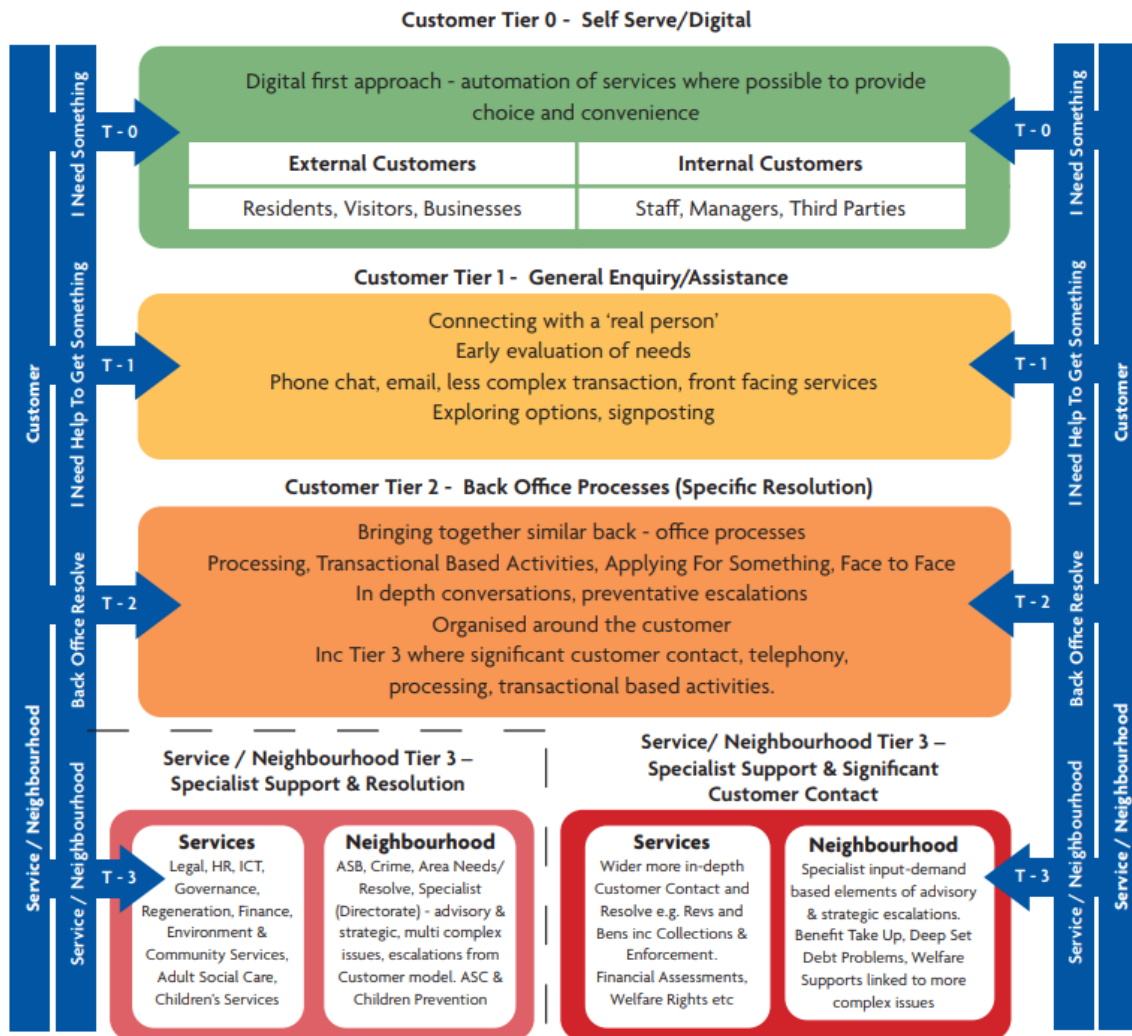 Customer Tier 0 - Self Serve/Digital
Digital first approach - automation of services where possible to provide
choice and convenience
External Customers
Internal Customers
Residents, Visitors, Businesses
Staff, Managers, Third Parties
Customer Tier 1 - General Enquiry/Assistance
Connecting with a ‘real person’
Early evaluation of needs
Phone chat, email, less complex transaction, front facing services
Exploring options, signposting
Customer Tier 2 - Back Office Processes (Specific Resolution)
Bringing together similar back - office processes
Processing, Transactional Based Activities, Applying For Something, Face to Face
In depth conversations, preventative escalations
Organised around the customer
Inc Tier 3 where significant customer contact, telephony,
processing, transactional based activities.
Service / Neighbourhood Tier 3 –
Specialist Support & Resolution
Services
Legal, HR, ICT,
Governance,
Regeneration, Finance,
Environment &
Community Services,
Adult Social Care,
Children's Services
Neighbourhood
ASB, Crime, Area Needs/
Resolve, Specialist
(Directorate) - advisory &
strategic, multi complex
issues, escalations from
Customer model. ASC &
Children Prevention
Service/ Neighbourhood Tier 3 –
Specialist Support & Significant
Customer Contact
Services
Wider more in-depth
Customer Contact and
Resolve e.g. Revs and
Bens inc Collections &
Enforcement.
Financial Assessments,
Welfare Rights etc
Neighbourhood
Specialist input-demand
based elements of advisory
& strategic escalations.
Benefit Take Up, Deep Set
Debt Problems, Welfare
Supports linked to more
complex issues
Customer
Service / Neighbourhood
I Need Something
I Need Help To Get Something
Back Office Resolve
Service / Neighbourhood
T - 0
T - 1
T - 2
T - 3
T - 0
T - 1
T - 2
T - 3
I Need Something
I Need Help To Get Something
Back Office Resolve
Service / Neighbourhood
Customer
Service / Neighbourhood